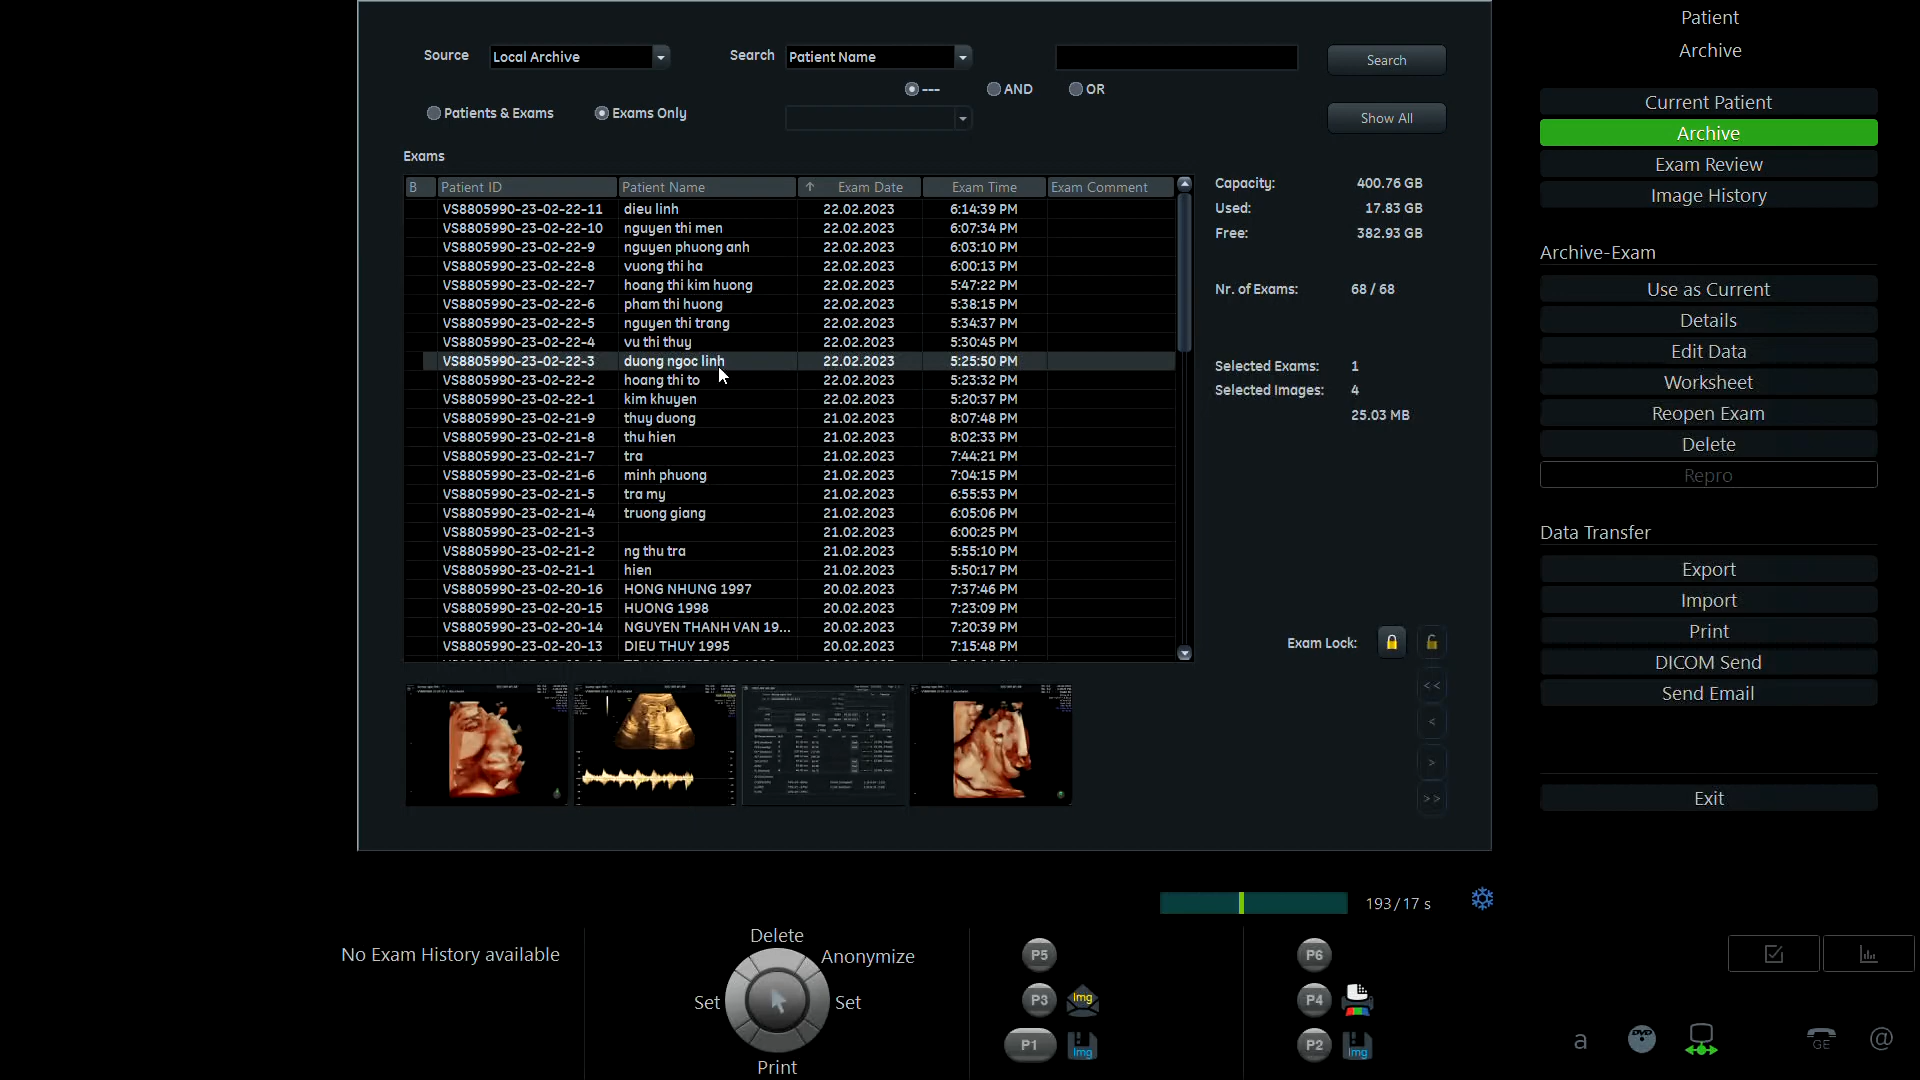 Source
Local Archive
Search
Patient Name
Search
---
AND
OR
Patients & Exams
Exams Only
Show All
Exams
B Patient ID Patient Name Exam Date Exam Time Exam Comment
VS8805990-23-02-22-11 dieu linh 22.02.2023 6:14:39 PM
VS8805990-23-02-22-10 nguyen thi men 22.02.2023 6:07:34 PM
VS8805990-23-02-22-9 nguyen phuong anh 22.02.2023 6:03:10 PM
VS8805990-23-02-22-8 vuong thi ha 22.02.2023 6:00:13 PM
VS8805990-23-02-22-7 hoang thi kim huong 22.02.2023 5:47:22 PM
VS8805990-23-02-22-6 pham thi huong 22.02.2023 5:38:15 PM
VS8805990-23-02-22-5 nguyen thi trang 22.02.2023 5:34:37 PM
VS8805990-23-02-22-4 vu thi thuy 22.02.2023 5:30:45 PM
VS8805990-23-02-22-3 duong ngoc linh 22.02.2023 5:25:50 PM
VS8805990-23-02-22-2 hoang thi to 22.02.2023 5:23:32 PM
VS8805990-23-02-22-1 kim khuyen 22.02.2023 5:20:37 PM
VS8805990-23-02-21-9 thuy duong 21.02.2023 8:07:48 PM
VS8805990-23-02-21-8 thu hien 21.02.2023 8:02:33 PM
VS8805990-23-02-21-7 tra 21.02.2023 7:44:21 PM
VS8805990-23-02-21-6 minh phuong 21.02.2023 7:04:15 PM
VS8805990-23-02-21-5 tra my 21.02.2023 6:55:53 PM
VS8805990-23-02-21-4 truong giang 21.02.2023 6:05:06 PM
VS8805990-23-02-21-3 21.02.2023 6:00:25 PM
VS8805990-23-02-21-2 ng thu tra 21.02.2023 5:55:10 PM
VS8805990-23-02-21-1 hien 21.02.2023 5:50:17 PM
VS8805990-23-02-20-16 HONG NHUNG 1997 20.02.2023 7:37:46 PM
VS8805990-23-02-20-15 HUONG 1998 20.02.2023 7:23:09 PM
VS8805990-23-02-20-14 NGUYEN THANH VAN 19... 20.02.2023 7:20:39 PM
VS8805990-23-02-20-13 DIEU THUY 1995 20.02.2023 7:15:48 PM
Capacity: 400.76 GB
Used: 17.83 GB
Free: 382.93 GB
Nr. of Exams: 68 / 68
Selected Exams: 1
Selected Images: 4
25.03 MB
Exam Lock:
<<
<
>
>>
Patient
Archive
Current Patient
Archive
Exam Review
Image History
Archive-Exam
Use as Current
Details
Edit Data
Worksheet
Reopen Exam
Delete
Repro
Data Transfer
Export
Import
Print
DICOM Send
Send Email
Exit
193/17 s
No Exam History available
Delete
Anonymize
Set
Set
Print
P5
P3 Img
P1 Img
P6
P4
P2 Img
a
DVD
GE
@